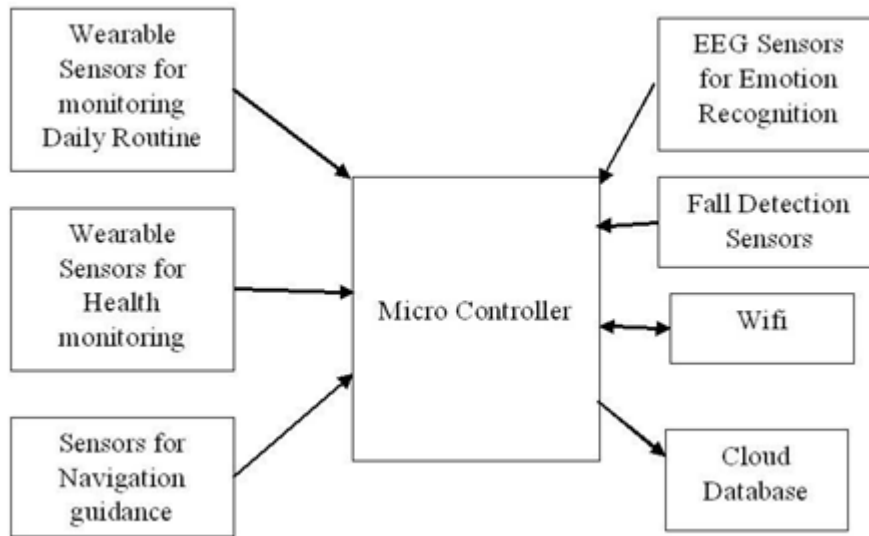 Wearable
Sensors for
monitoring
Daily Routine
Wearable
Sensors for
Health
monitoring
Sensors for
Navigation
guidance
Micro Controller
EEG Sensors
for Emotion
Recognition
Fall Detection
Sensors
Wifi
Cloud
Database